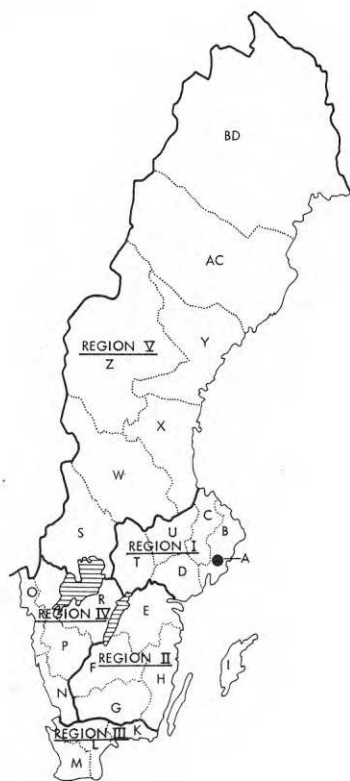 BD
AC
Y
REGION V
Z
X
W
S
C
U
B
REGION I
A
T
D
O
R
E
REGION IV
P
F
REGION II
I
H
N
G
REGION III
K
L
M